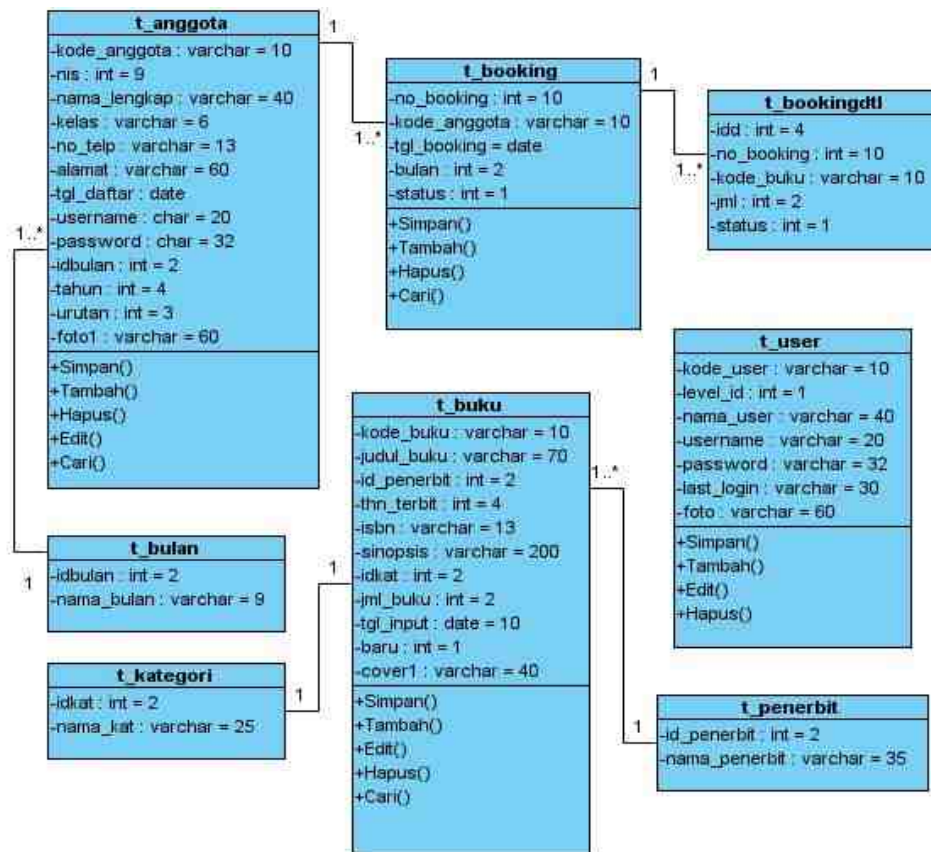 t_anggota
-kode_anggota : varchar = 10
-nis : int = 9
-nama_lengkap : varchar = 40
-kelas : varchar = 6
-no_telp : varchar = 13
-alamat : varchar = 60
-tgl_daftar : date
-username : char = 20
-password : char = 32
-idbulan : int = 2
-tahun : int = 4
-urutan : int = 3
-foto1 : varchar = 60
+Simpan()
+Tambah()
+Hapus()
+Edit()
+Cari()
1
1..*
t_booking
-no_booking : int = 10
-kode_anggota : varchar = 10
-tgl_booking = date
-bulan : int = 2
-status : int = 1
+Simpan()
+Tambah()
+Hapus()
+Cari()
1
1..*
t_bookingdtl
-idd : int = 4
-no_booking : int = 10
-kode_buku : varchar = 10
-jml : int = 2
-status : int = 1
1..*
1
t_bulan
-idbulan : int = 2
-nama_bulan : varchar = 9
t_kategori
-idkat : int = 2
-nama_kat : varchar = 25
1
1
t_buku
-kode_buku : varchar = 10
-judul_buku : varchar = 70
-id_penerbit : int = 2
-thn_terbit : int = 4
-isbn : varchar = 13
-sinopsis : varchar = 200
-idkat : int = 2
-jml_buku : int = 2
-tgl_input : date = 10
-baru : int = 1
-cover1 : varchar = 40
+Simpan()
+Tambah()
+Edit()
+Hapus()
+Cari()
1..*
1
t_user
-kode_user : varchar = 10
-level_id : int = 1
-nama_user : varchar = 40
-username : varchar = 20
-password : varchar = 32
-last_login : varchar = 30
-foto : varchar = 60
+Simpan()
+Tambah()
+Edit()
+Hapus()
t_penerbit
-id_penerbit : int = 2
-nama_penerbit : varchar = 35